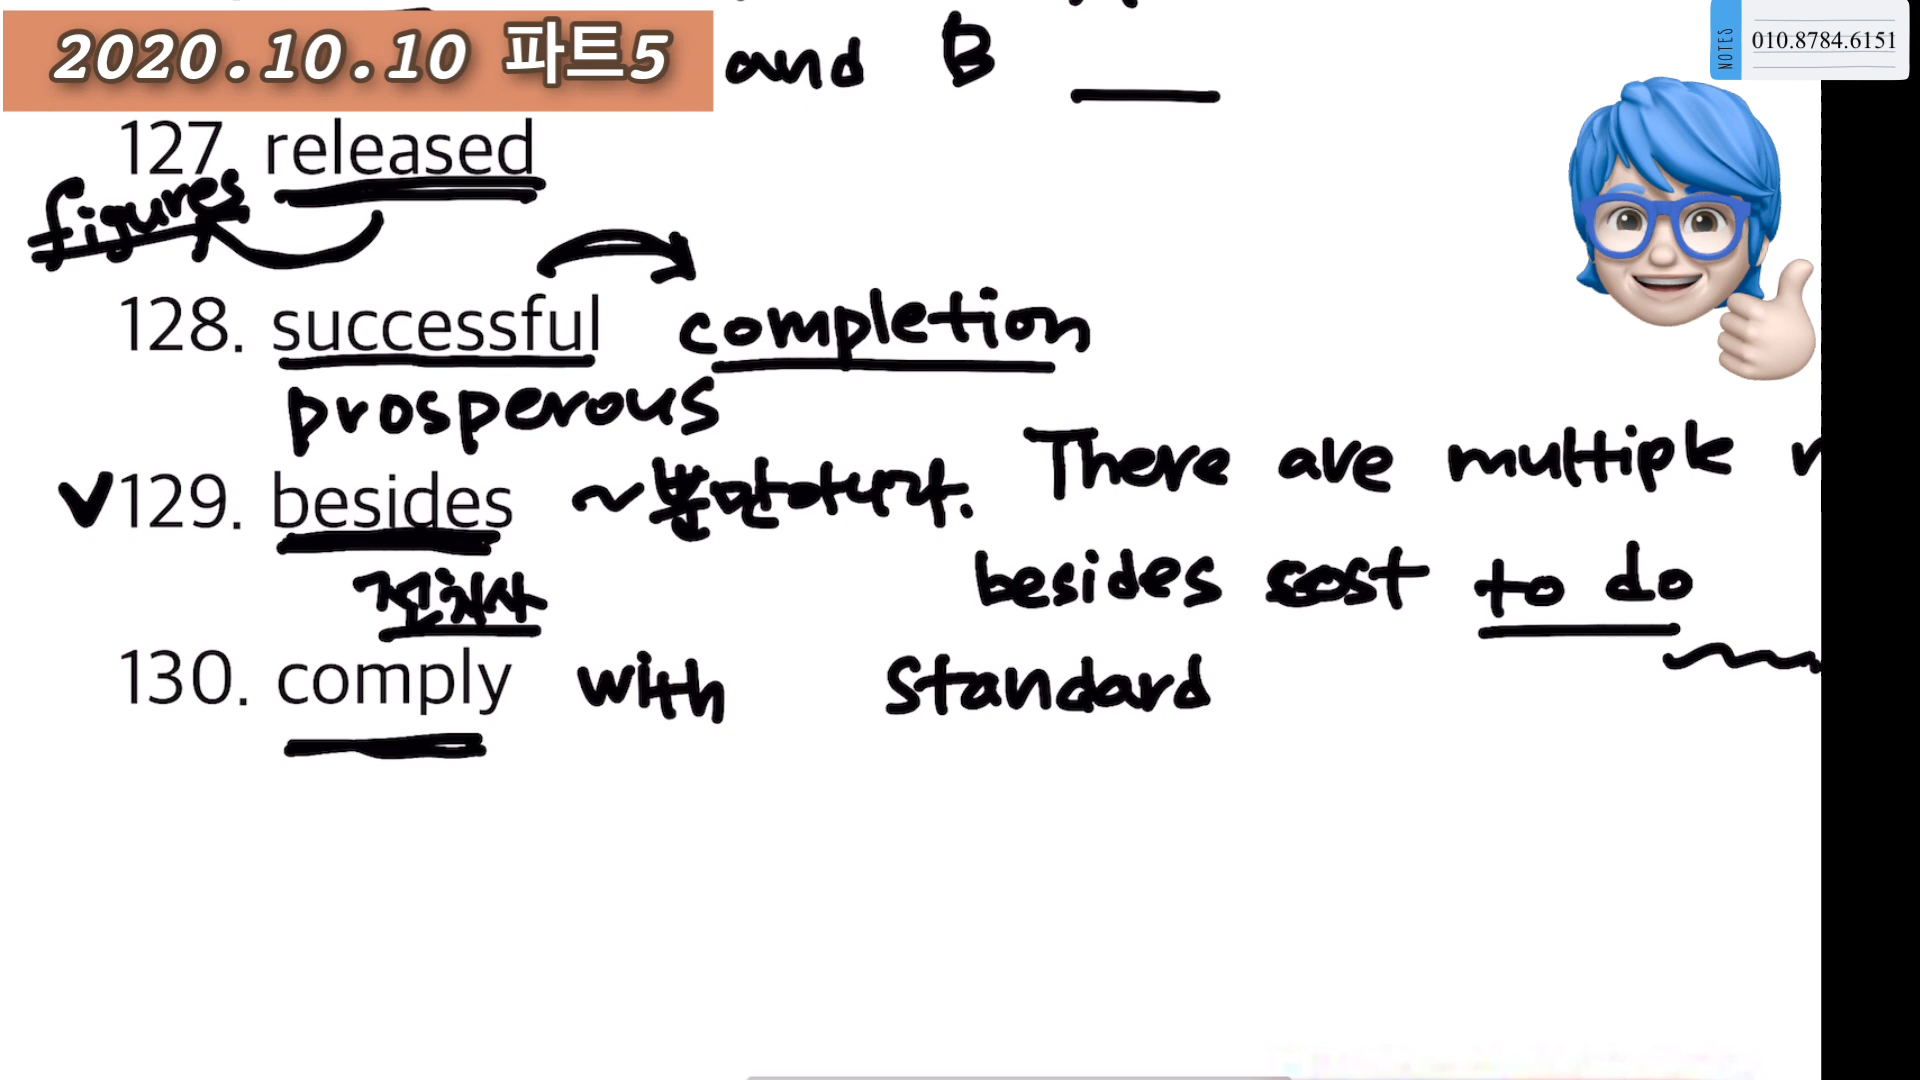 2020.10.10 파트5
and B
NOTES
010.8784.6151
127. released
figures
128. successful completion
prosperous
129. besides ~뿐만아니라. There are multiple
전치사 besides cost to do
130. comply with standard